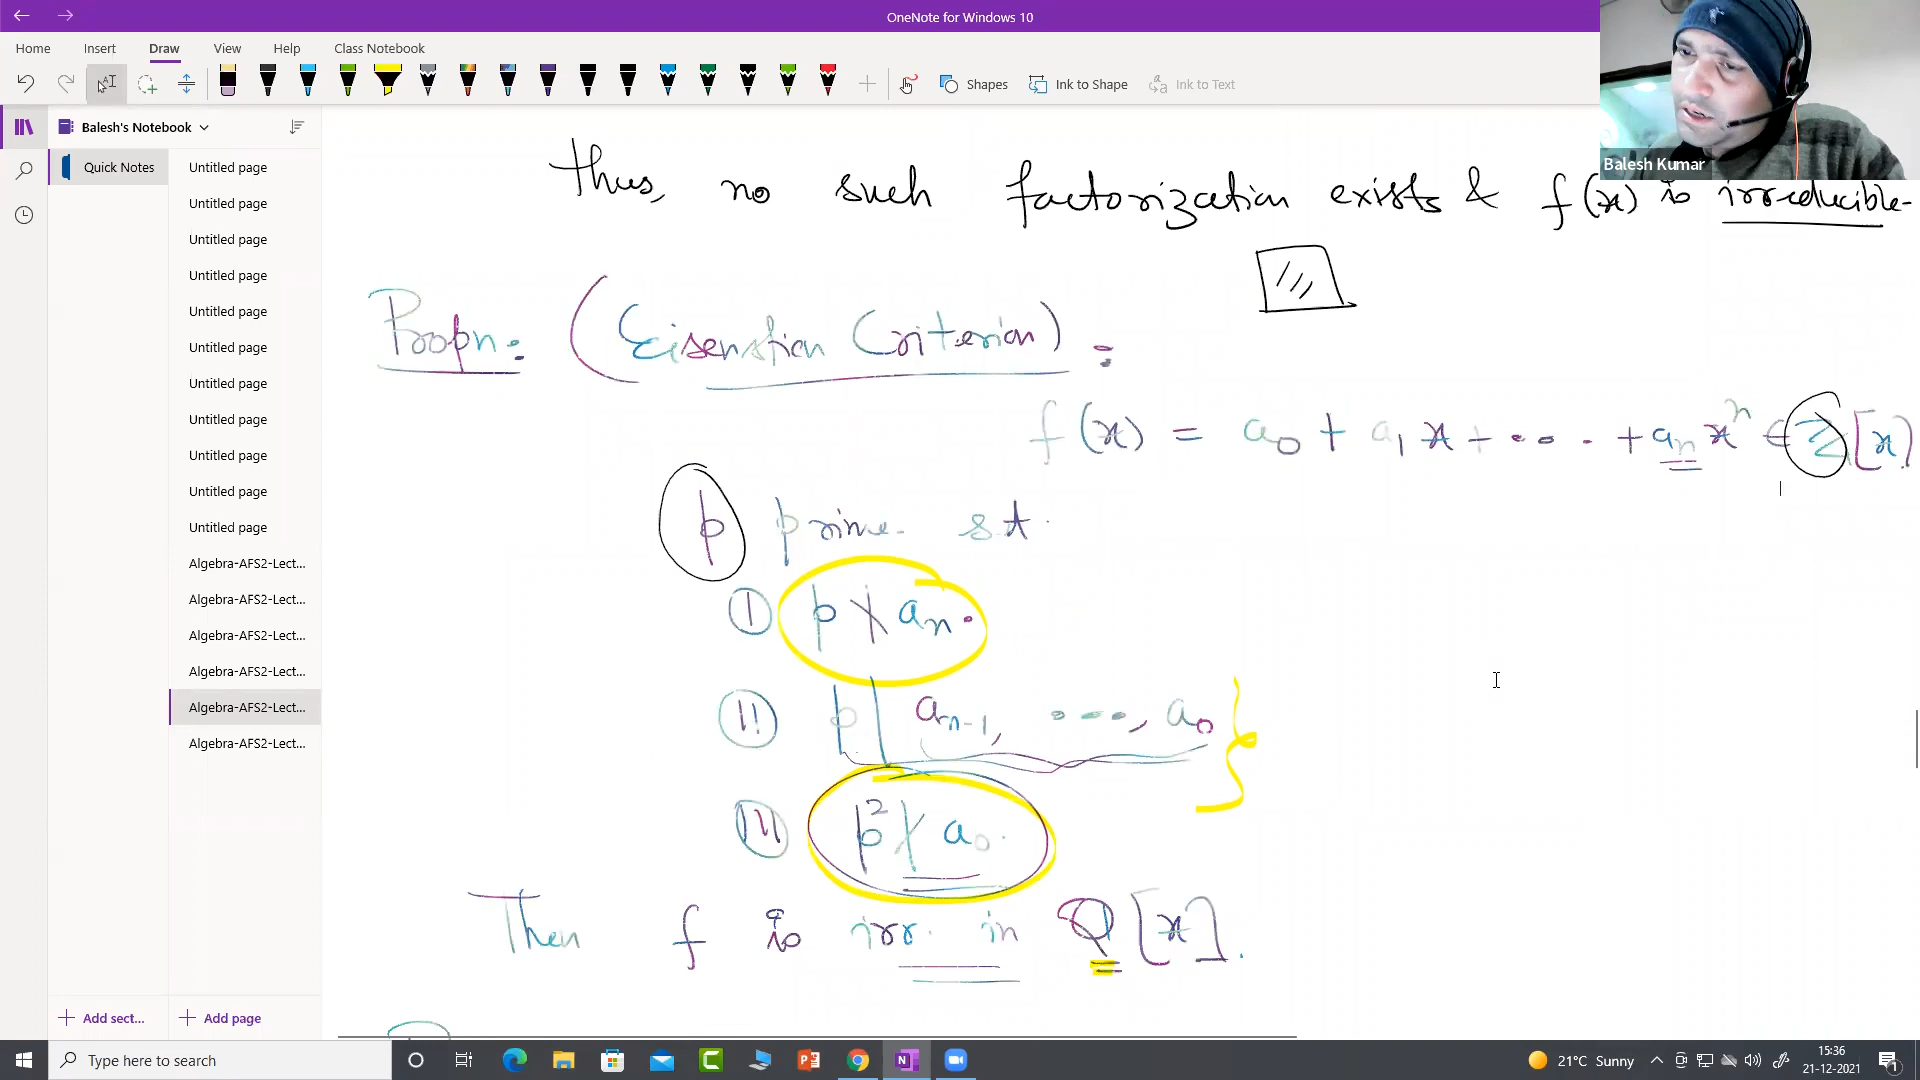 OneNote for Windows 10
Home Insert Draw View Help Class Notebook
Shapes Ink to Shape Ink to Text
Balesh Kumar
Balesh's Notebook
Quick Notes
Untitled page
Untitled page
Untitled page
Untitled page
Untitled page
Untitled page
Untitled page
Untitled page
Untitled page
Untitled page
Untitled page
Algebra-AFS2-Lect...
Algebra-AFS2-Lect...
Algebra-AFS2-Lect...
Algebra-AFS2-Lect...
Algebra-AFS2-Lect...
Algebra-AFS2-Lect...
Add sect... Add page
Thus, no such factorization exists & f(x) is irreducible.
Propn: (Eisenstion Criterion):
f(x) = a₀ + a₁x + ... + aₙxⁿ ∈ ℤ[x]
p prime s.t.
(I) p ∤ aₙ.
(II) p | aₙ₋₁, ..., a₀
(III) p² ∤ a₀.
Then f is irr. in Q[x].
Type here to search
21°C Sunny
15:36
21-12-2021
1